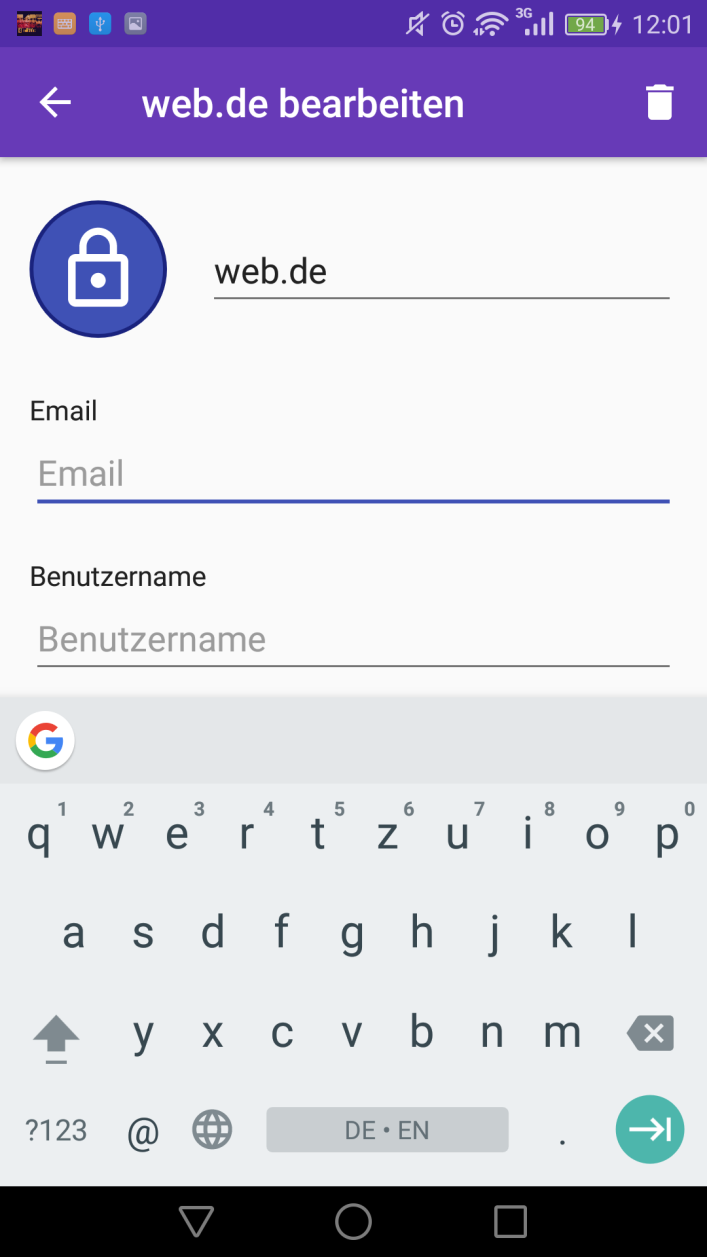 3G 94 12:01
web.de bearbeiten
web.de
Email
Email
Benutzername
Benutzername
G
1 2 3 4 5 6 7 8 9 0
q w e r t z u i o p
a s d f g h j k l
y x c v b n m
?123 @ DE • EN .